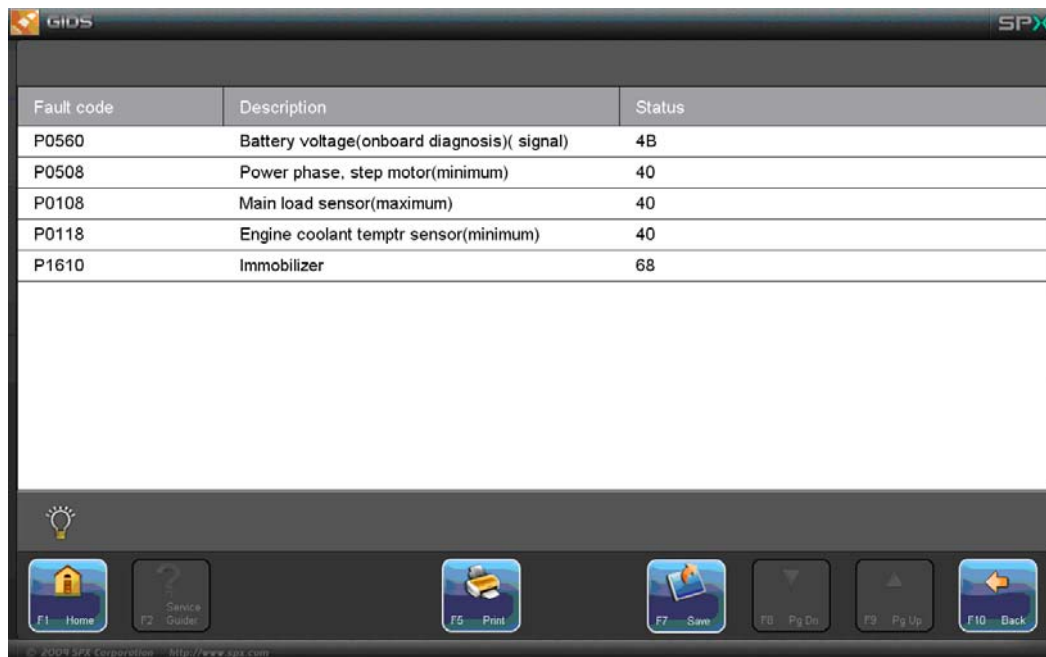 GIDS
SPX
Fault code Description Status
P0560 Battery voltage(onboard diagnosis)( signal) 4B
P0508 Power phase, step motor(minimum) 40
P0108 Main load sensor(maximum) 40
P0118 Engine coolant temptr sensor(minimum) 40
P1610 Immobilizer 68
F1 Home
F2 Service Guider
F5 Print
F7 Save
F8 Pg Dn
F9 Pg Up
F10 Back
© 2009 SPX Corporation http://www.spx.com